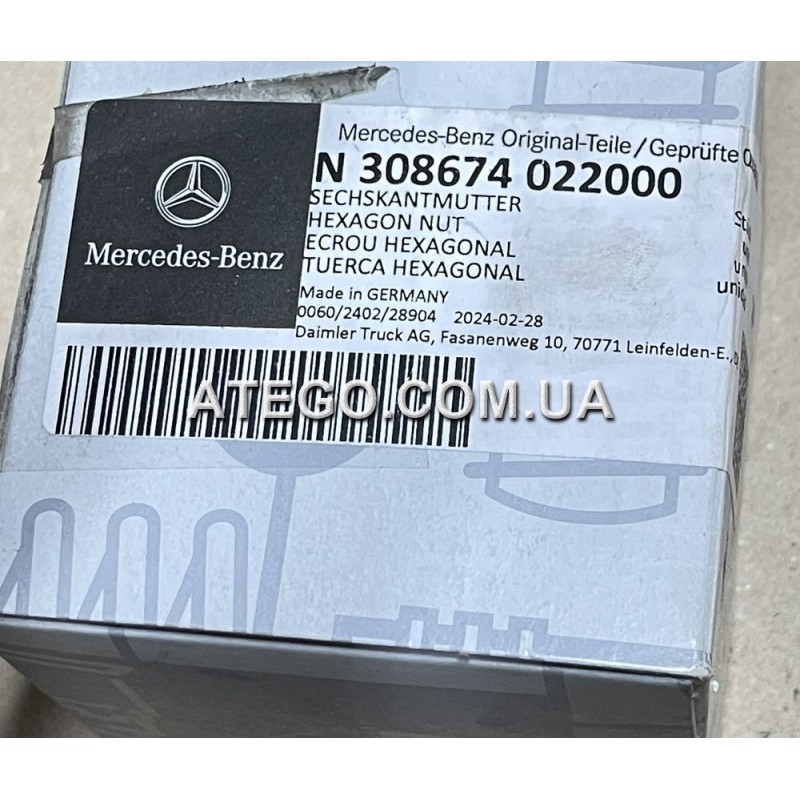 Mercedes-Benz Original-Teile/Geprüfte
N 308674 022000
SECHSKANTMUTTER
HEXAGON NUT
ECROU HEXAGONAL
TUERCA HEXAGONAL
Made in GERMANY
0060/2402/28904 2024-02-28
Daimler Truck AG, Fasanenweg 10, 70771 Leinfelden-E.,D
Mercedes-Benz
ATEGO.COM.UA